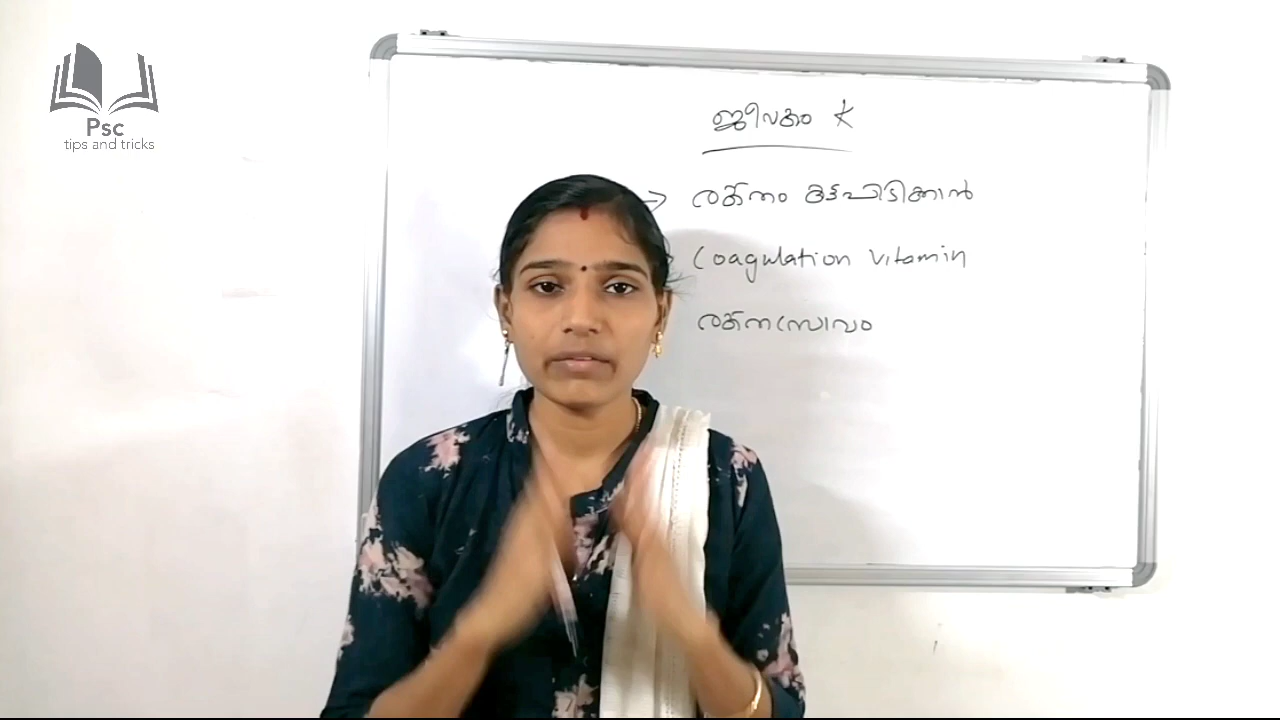 Psc
tips and tricks
ജീവകം K
→ രക്തം കട്ടപിടിക്കാൻ
Coagulation vitamin
രക്തസ്രാവം